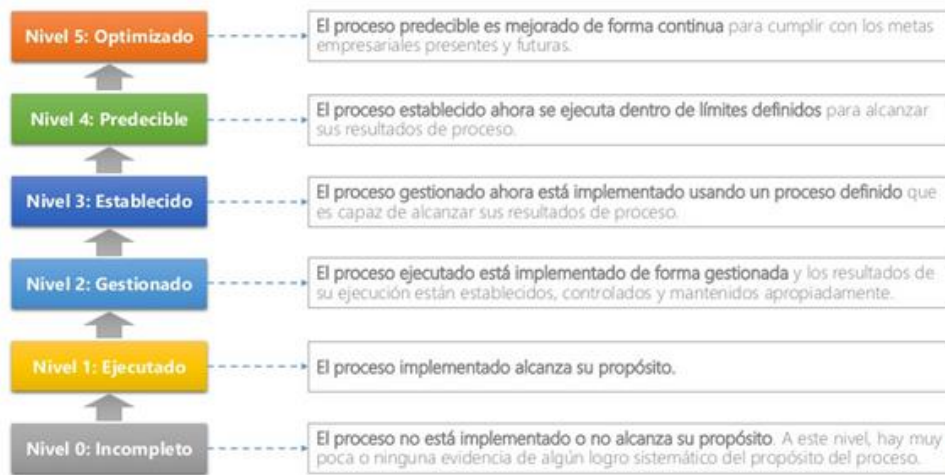 Nivel 5: Optimizado
El proceso predecible es mejorado de forma continua para cumplir con los metas
empresariales presentes y futuras.
Nivel 4: Predecible
El proceso establecido ahora se ejecuta dentro de límites definidos para alcanzar
sus resultados de proceso.
Nivel 3: Establecido
El proceso gestionado ahora está implementado usando un proceso definido que
es capaz de alcanzar sus resultados de proceso.
Nivel 2: Gestionado
El proceso ejecutado está implementado de forma gestionada y los resultados de
su ejecución están establecidos, controlados y mantenidos apropiadamente.
Nivel 1: Ejecutado
El proceso implementado alcanza su propósito.
Nivel 0: Incompleto
El proceso no está implementado o no alcanza su propósito. A este nivel, hay muy
poca o ninguna evidencia de algún logro sistemático del propósito del proceso.